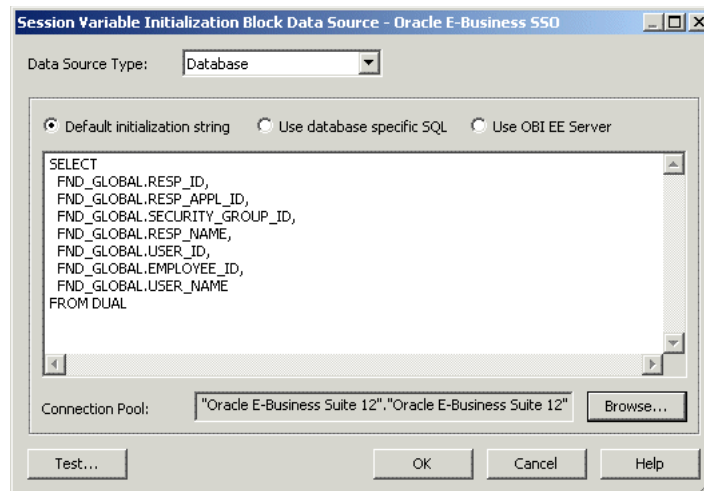 Session Variable Initialization Block Data Source - Oracle E-Business SSO
Data Source Type: Database
Default initialization string Use database specific SQL Use OBI EE Server
SELECT
FND_GLOBAL.RESP_ID,
FND_GLOBAL.RESP_APPL_ID,
FND_GLOBAL.SECURITY_GROUP_ID,
FND_GLOBAL.RESP_NAME,
FND_GLOBAL.USER_ID,
FND_GLOBAL.EMPLOYEE_ID,
FND_GLOBAL.USER_NAME
FROM DUAL
Connection Pool: "Oracle E-Business Suite 12"."Oracle E-Business Suite 12" Browse...
Test... OK Cancel Help